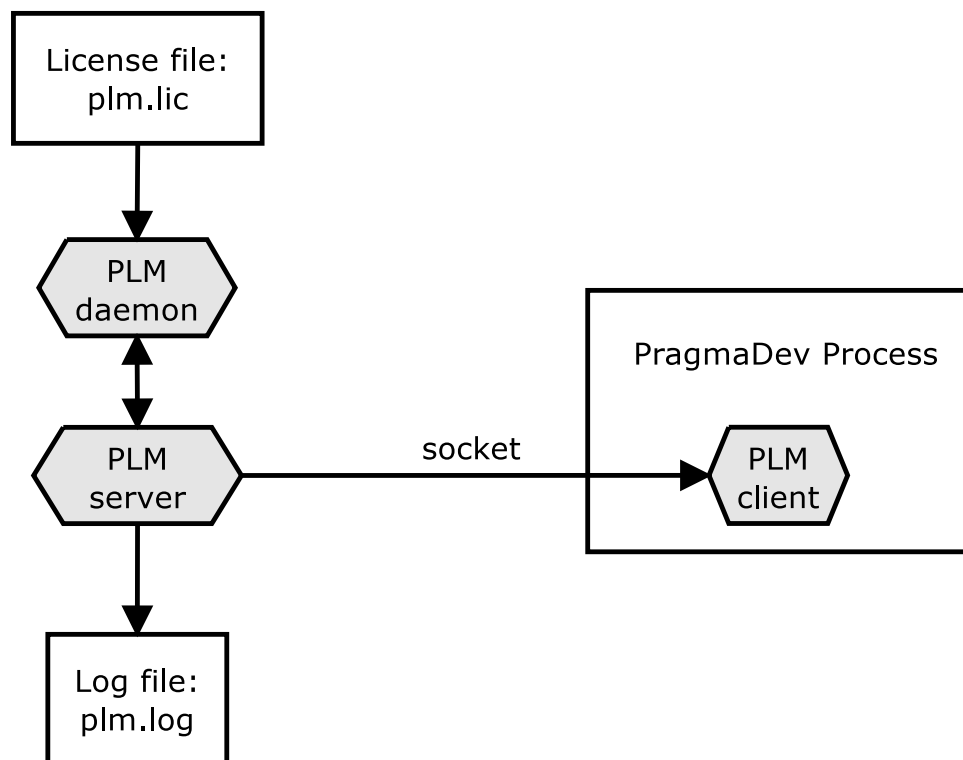 License file:
plm.lic
PLM
daemon
PragmaDev Process
socket
PLM
server
PLM
client
Log file:
plm.log